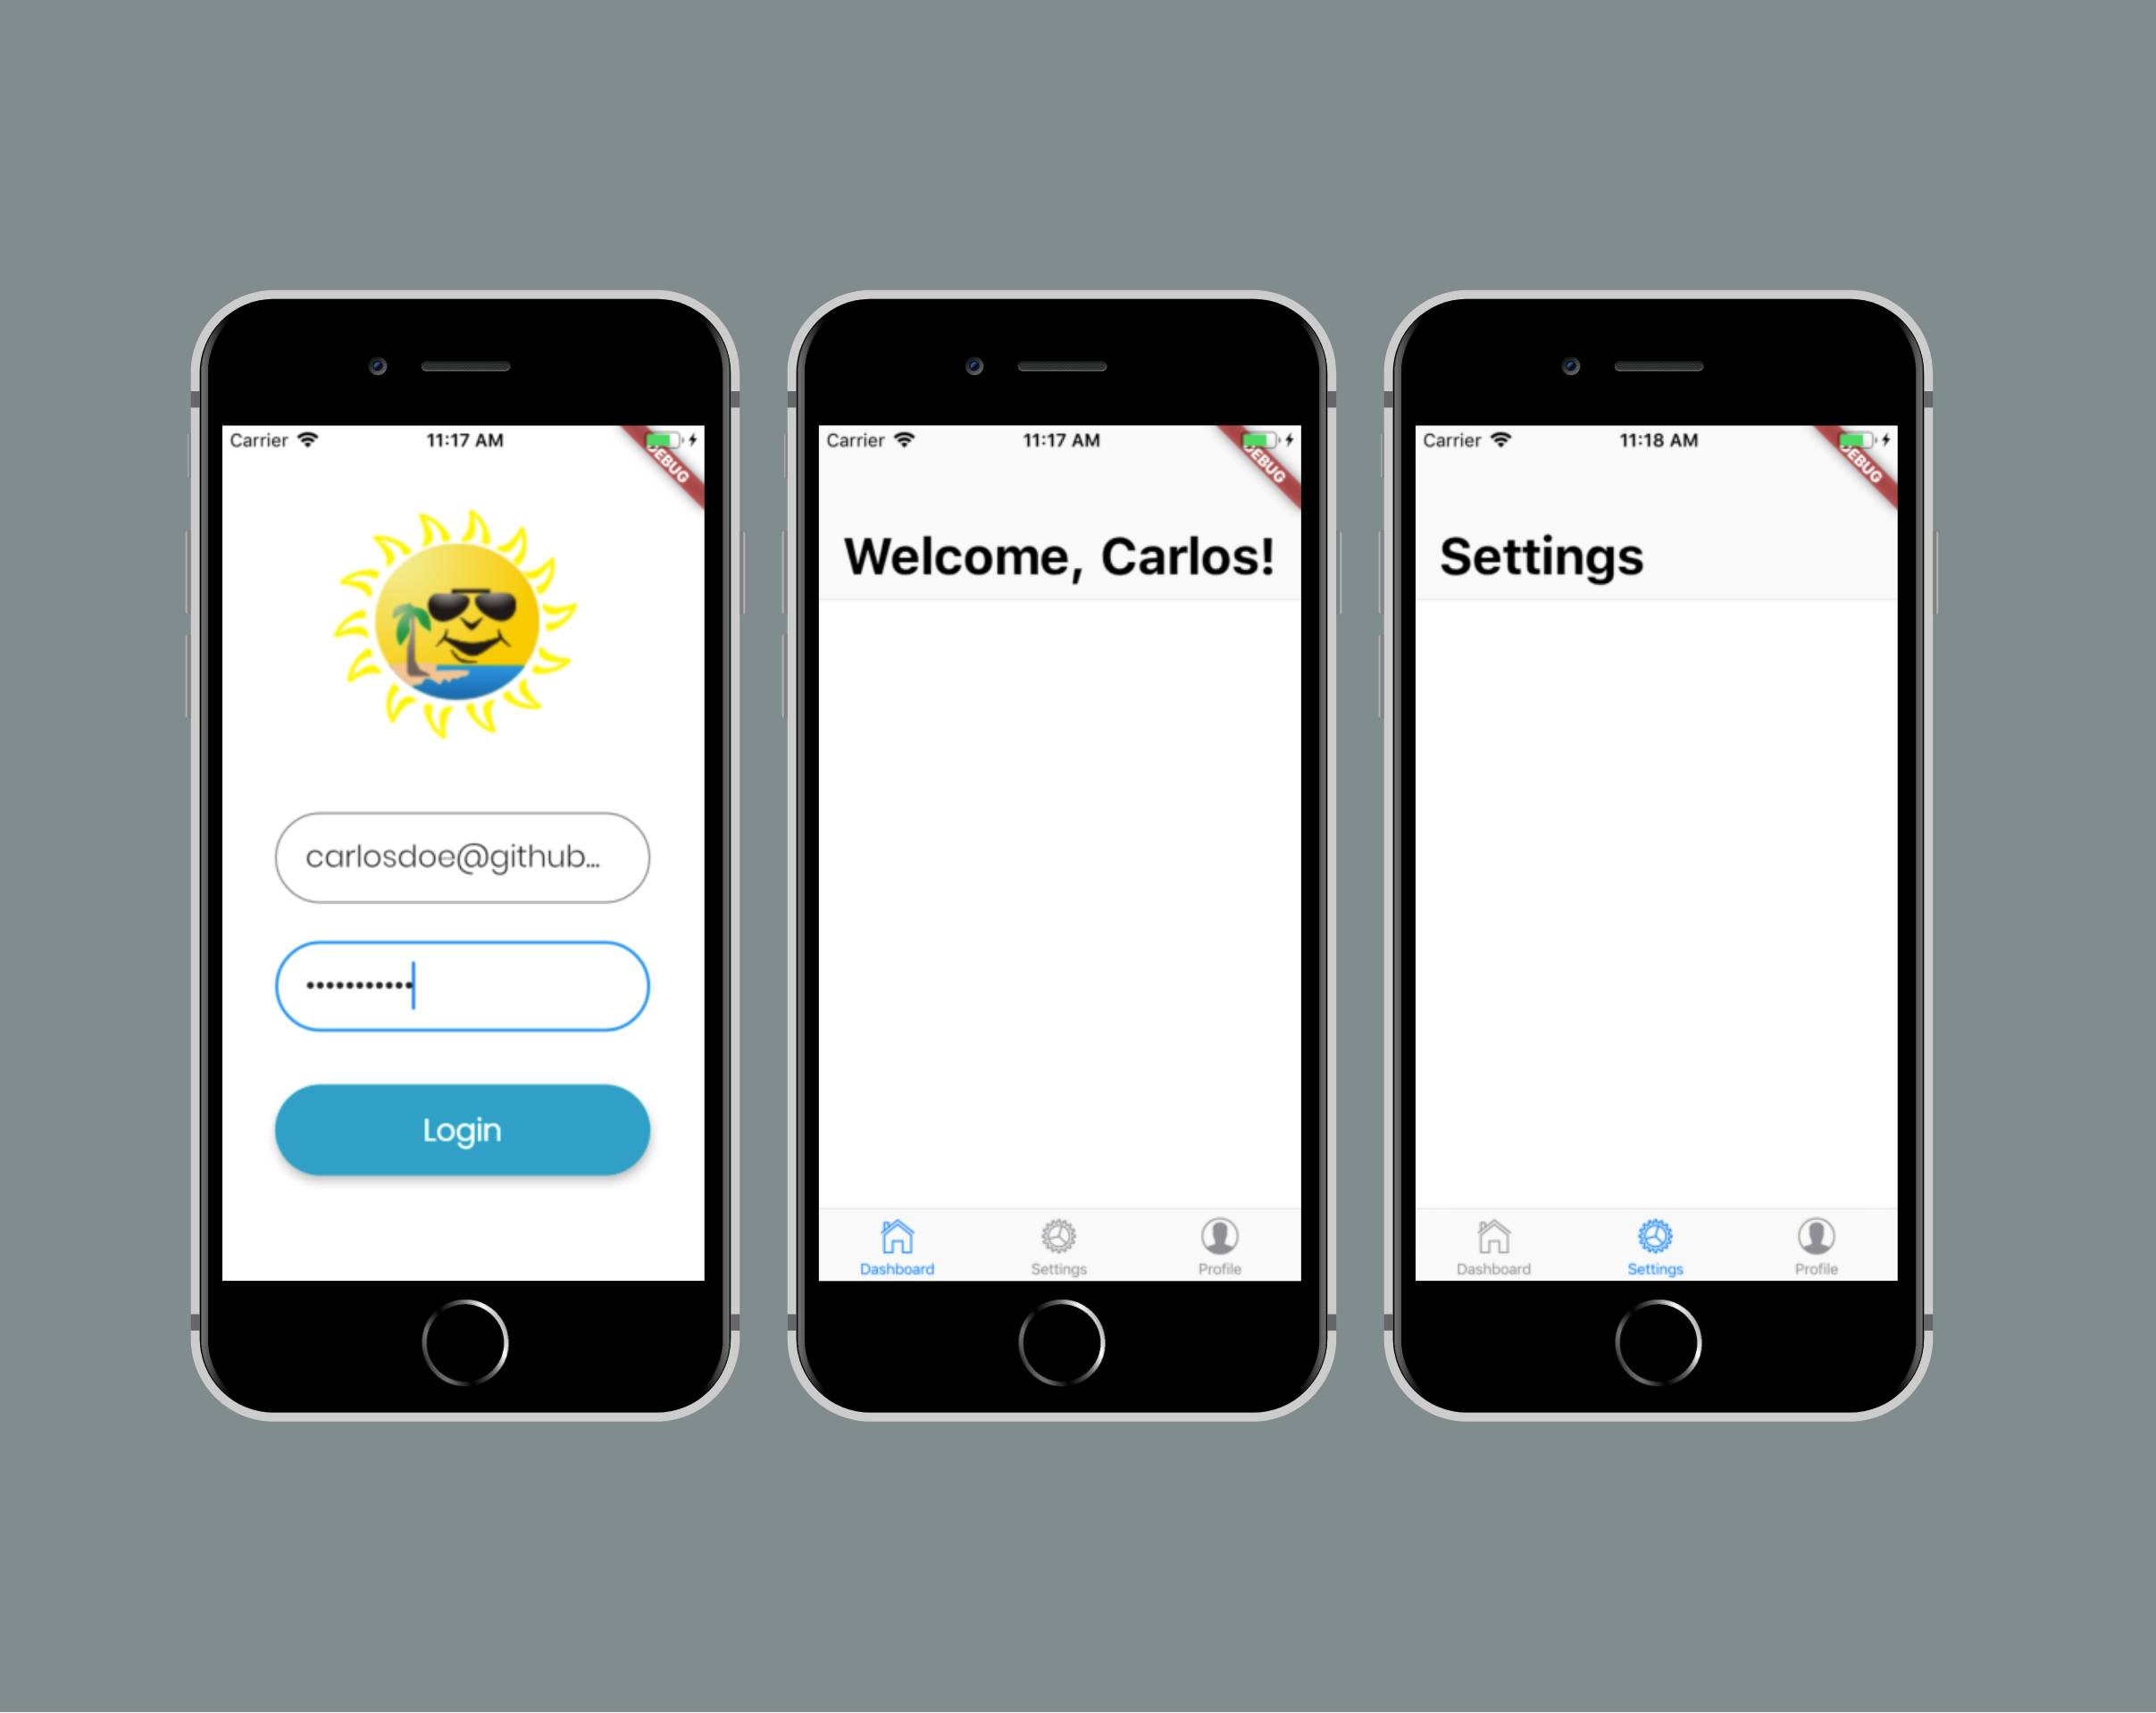 Carrier 11:17 AM
DEBUG
carlosdoe@github...
•••••••••••
Login
Carrier 11:17 AM
DEBUG
Welcome, Carlos!
Dashboard Settings Profile
Carrier 11:18 AM
DEBUG
Settings
Dashboard Settings Profile